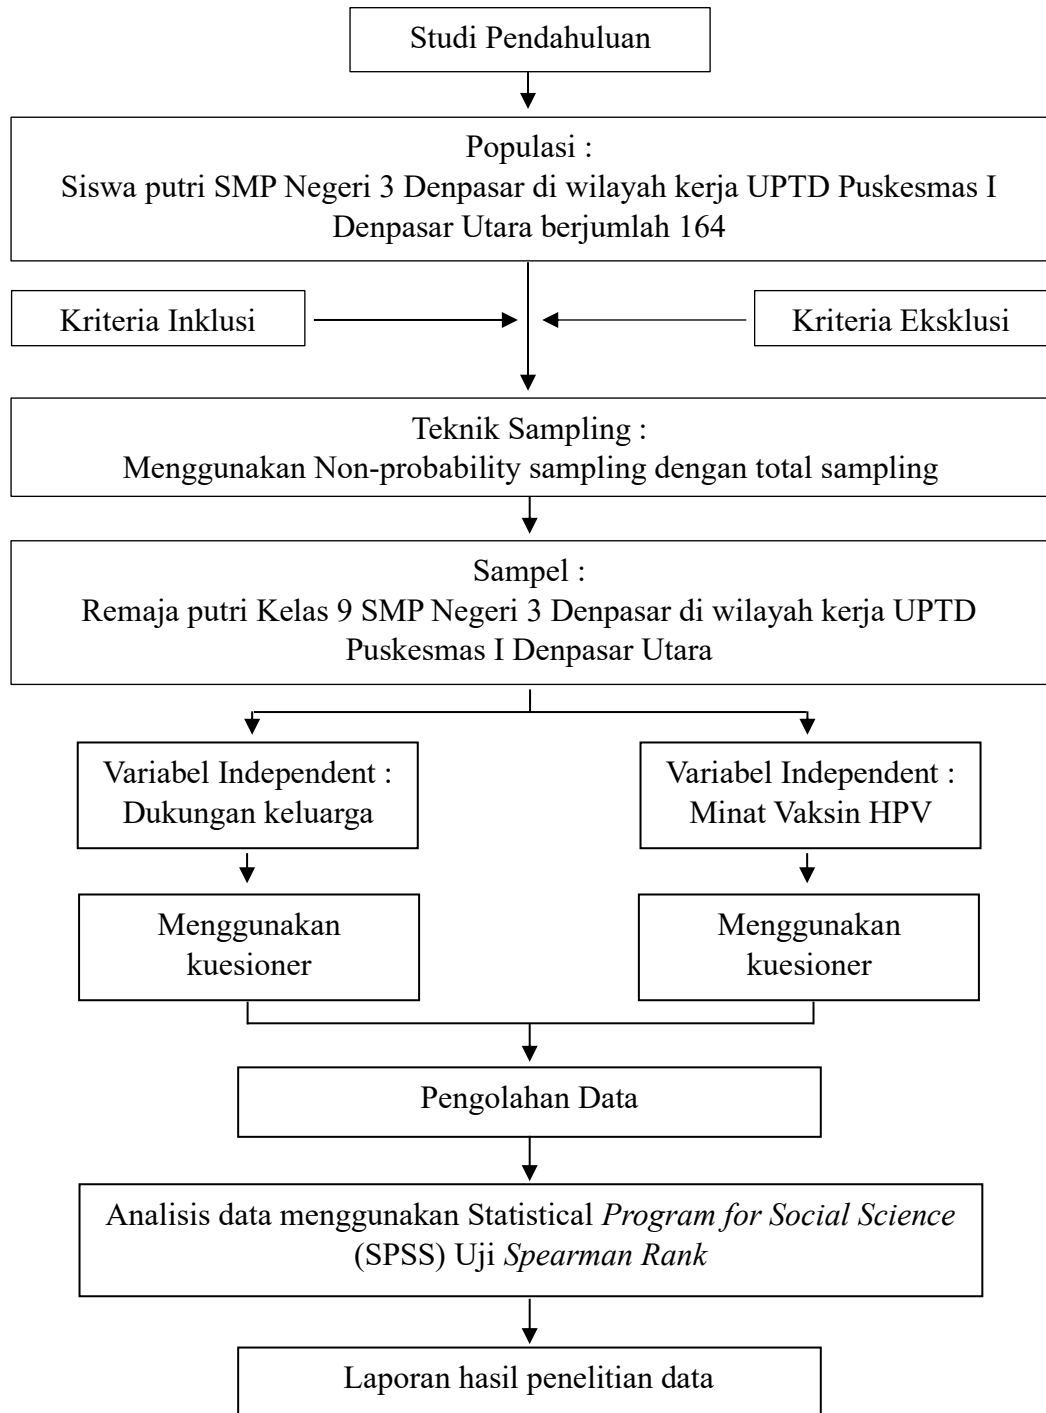 Studi Pendahuluan
Populasi :
Siswa putri SMP Negeri 3 Denpasar di wilayah kerja UPTD Puskesmas I
Denpasar Utara berjumlah 164
Kriteria Inklusi
Kriteria Eksklusi
Teknik Sampling :
Menggunakan Non-probability sampling dengan total sampling
Sampel :
Remaja putri Kelas 9 SMP Negeri 3 Denpasar di wilayah kerja UPTD
Puskesmas I Denpasar Utara
Variabel Independent :
Dukungan keluarga
Variabel Independent :
Minat Vaksin HPV
Menggunakan
kuesioner
Menggunakan
kuesioner
Pengolahan Data
Analisis data menggunakan Statistical Program for Social Science
(SPSS) Uji Spearman Rank
Laporan hasil penelitian data